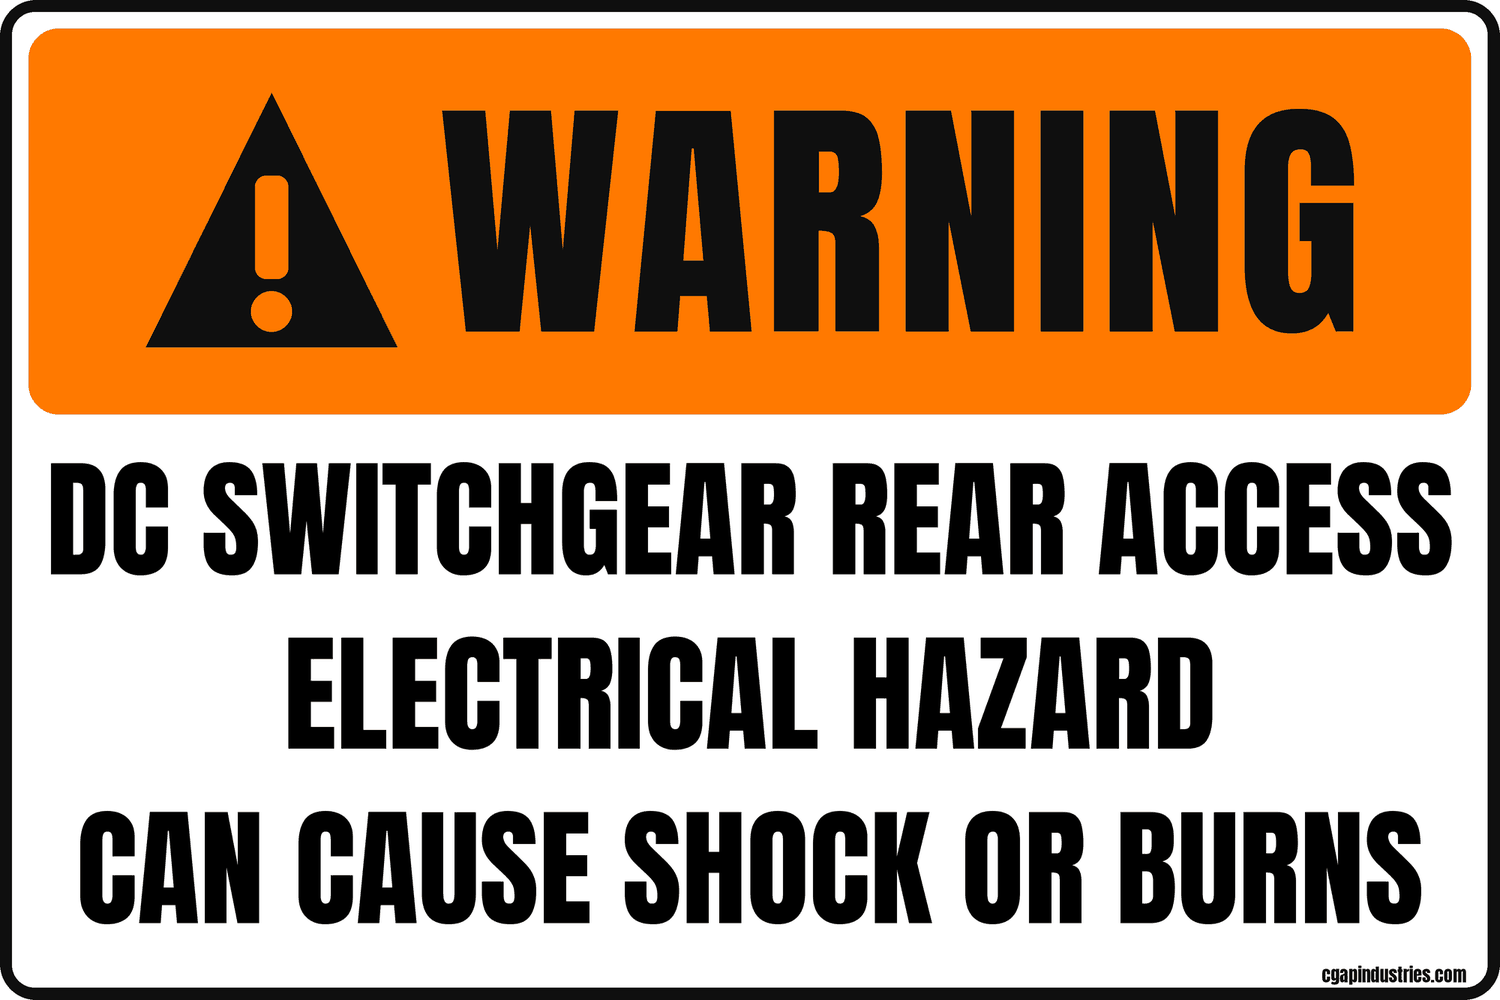 WARNING
DC SWITCHGEAR REAR ACCESS
ELECTRICAL HAZARD
CAN CAUSE SHOCK OR BURNS
cgapindustries.com